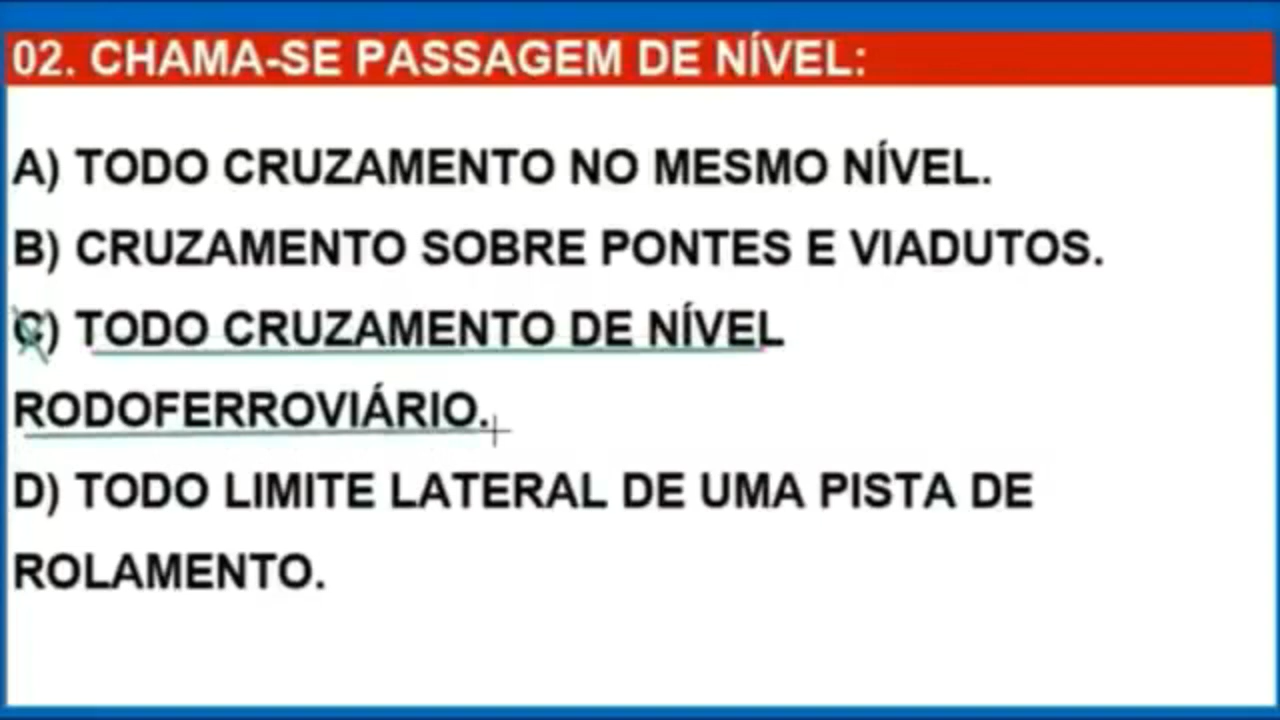 02. CHAMA-SE PASSAGEM DE NÍVEL:
A) TODO CRUZAMENTO NO MESMO NÍVEL.
B) CRUZAMENTO SOBRE PONTES E VIADUTOS.
C) TODO CRUZAMENTO DE NÍVEL
RODOFERROVIÁRIO.
D) TODO LIMITE LATERAL DE UMA PISTA DE
ROLAMENTO.